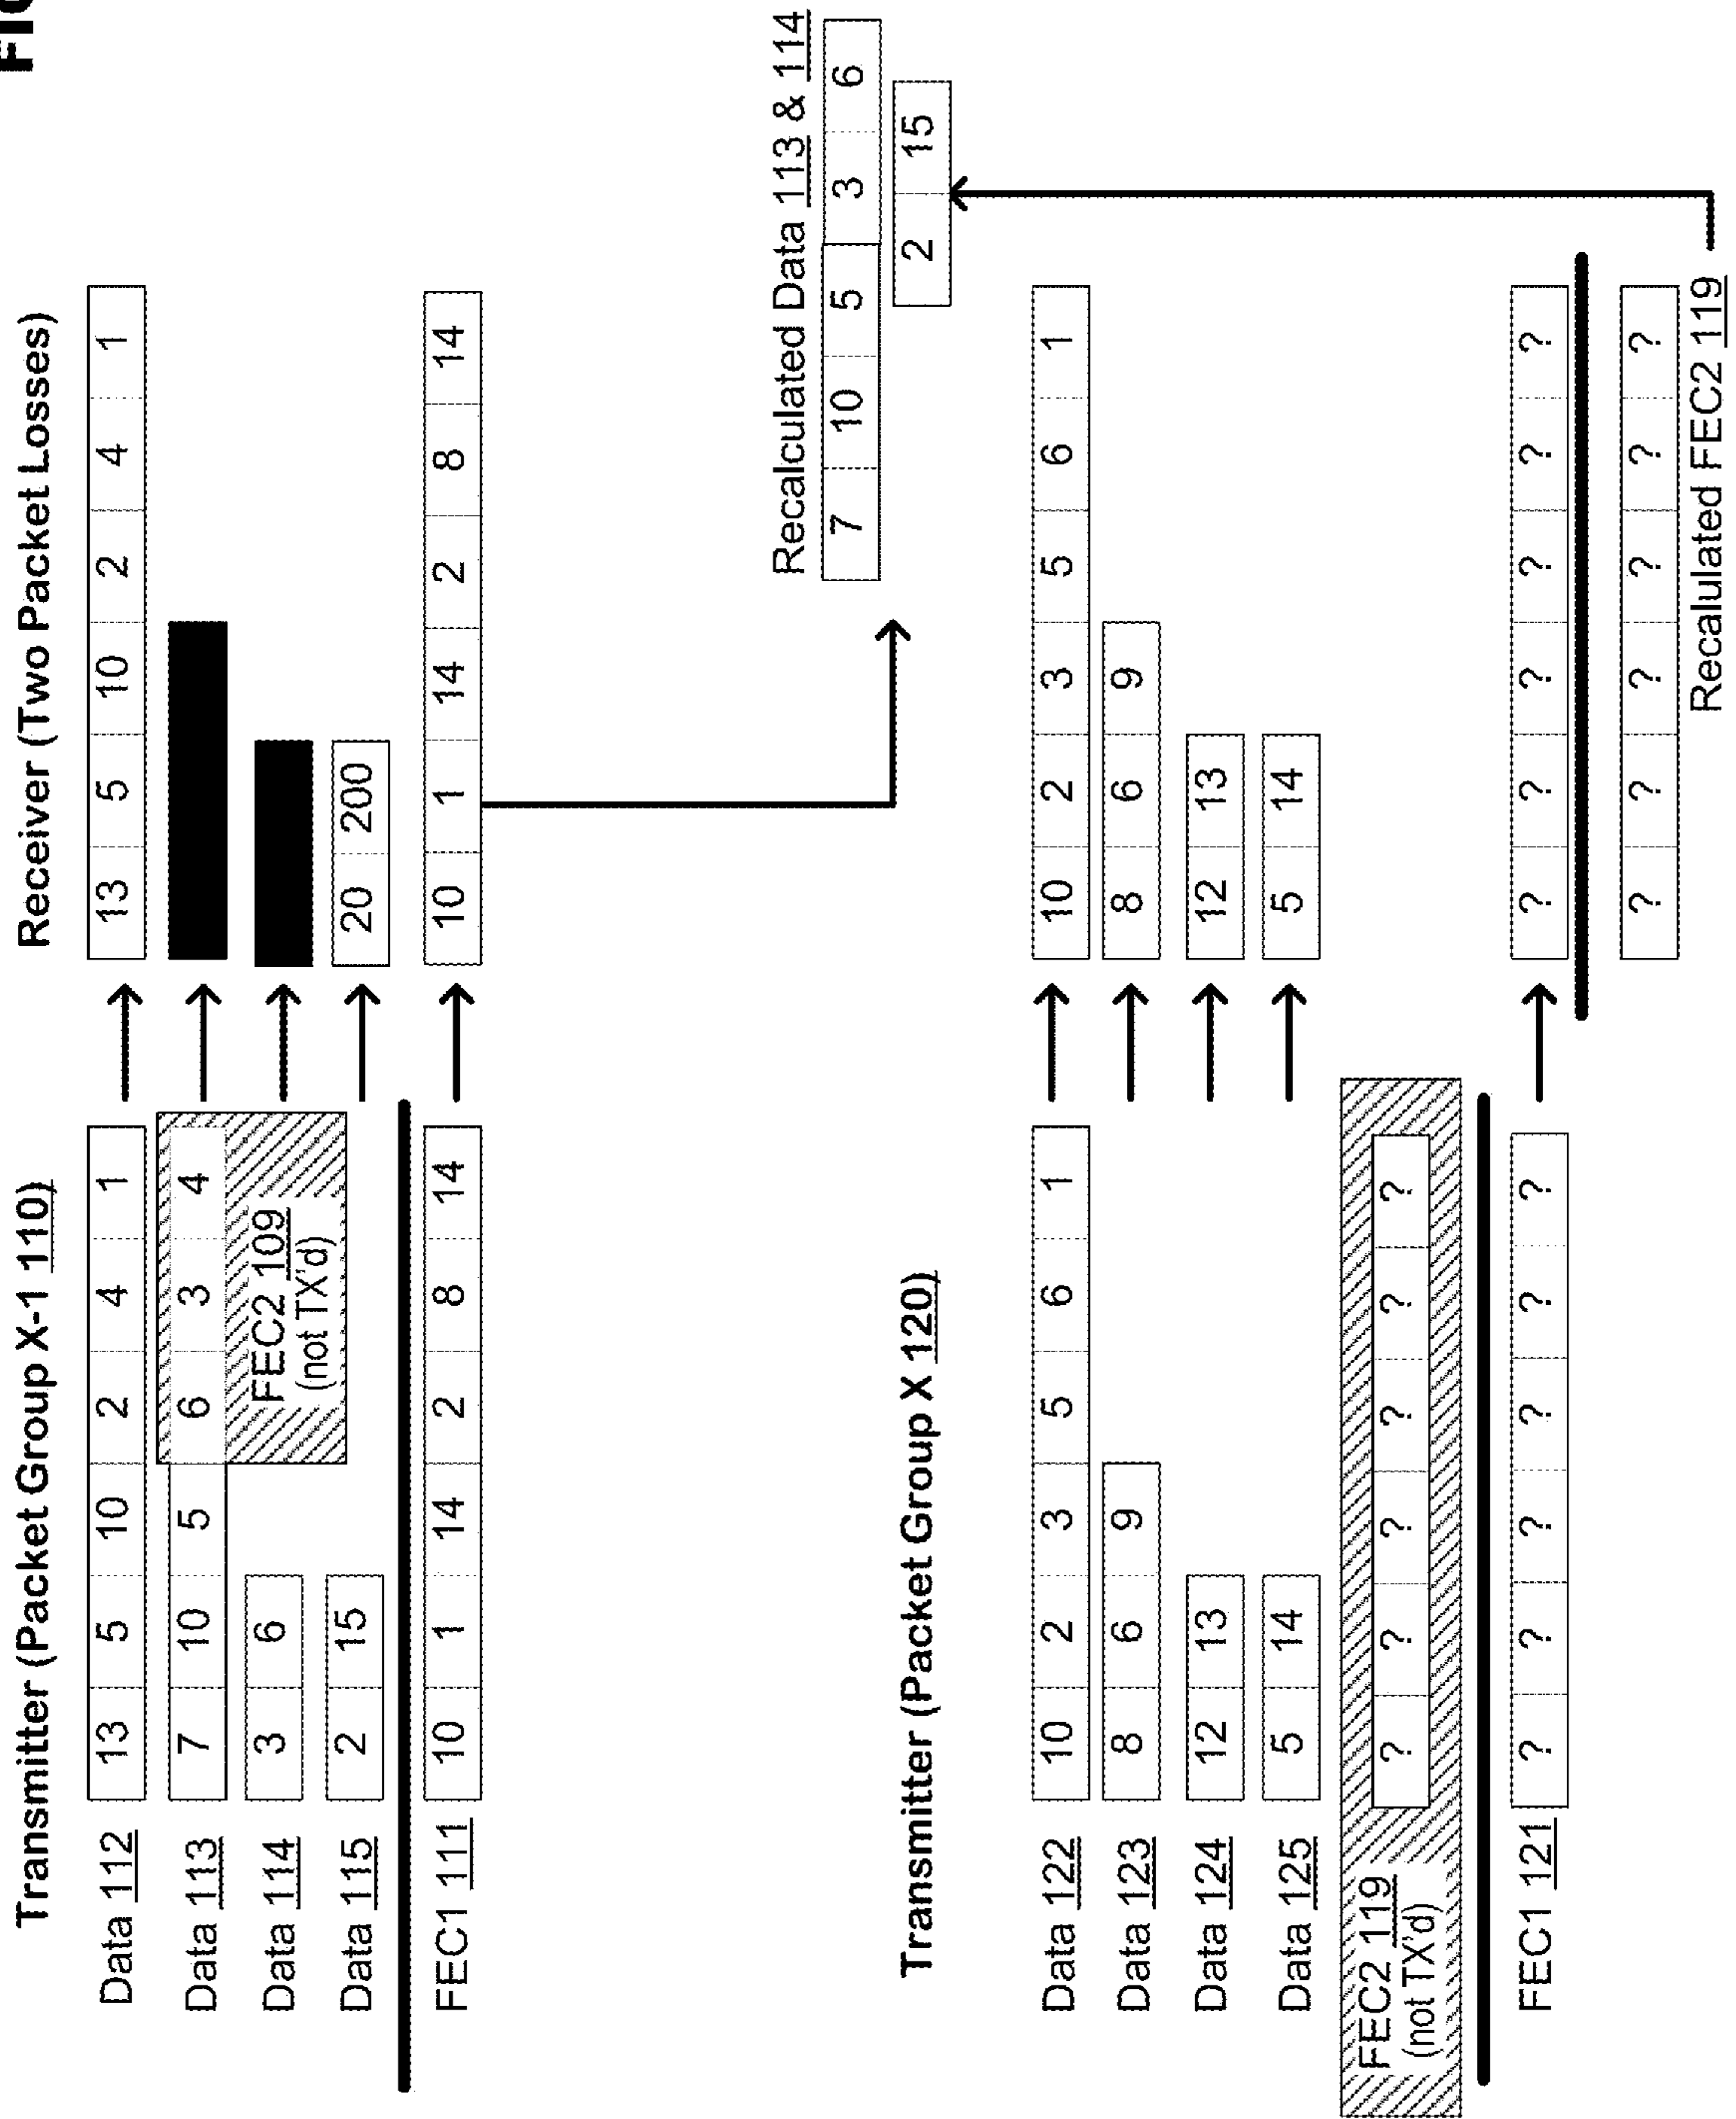 FIG
Transmitter (Packet Group X-1 110)
Data 112
13 5 10 2 4 1
Data 113
7 10 5 6 3 4
Data 114
3 6
FEC2 109
(not TX'd)
Data 115
2 15
FEC1 111
10 1 14 2 8 14
Receiver (Two Packet Losses)
13 5 10 2 4 1
20 200
10 1 14 2 8 14
Recalculated Data 113 & 114
7 10 5 3 6
2 15
Transmitter (Packet Group X 120)
Data 122
10 2 3 5 6 1
Data 123
8 6 9
Data 124
12 13
Data 125
5 14
FEC2 119
(not TX'd)
? ? ? ? ? ?
FEC1 121
? ? ? ? ? ?
10 2 3 5 6 1
8 6 9
12 13
5 14
? ? ? ? ? ?
? ? ? ? ? ?
Recalulated FEC2 119